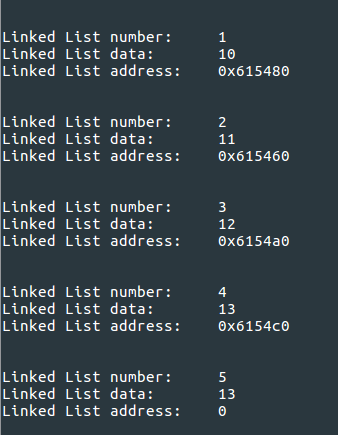 Linked List number: 1
Linked List data: 10
Linked List address: 0x615480
Linked List number: 2
Linked List data: 11
Linked List address: 0x615460
Linked List number: 3
Linked List data: 12
Linked List address: 0x6154a0
Linked List number: 4
Linked List data: 13
Linked List address: 0x6154c0
Linked List number: 5
Linked List data: 13
Linked List address: 0